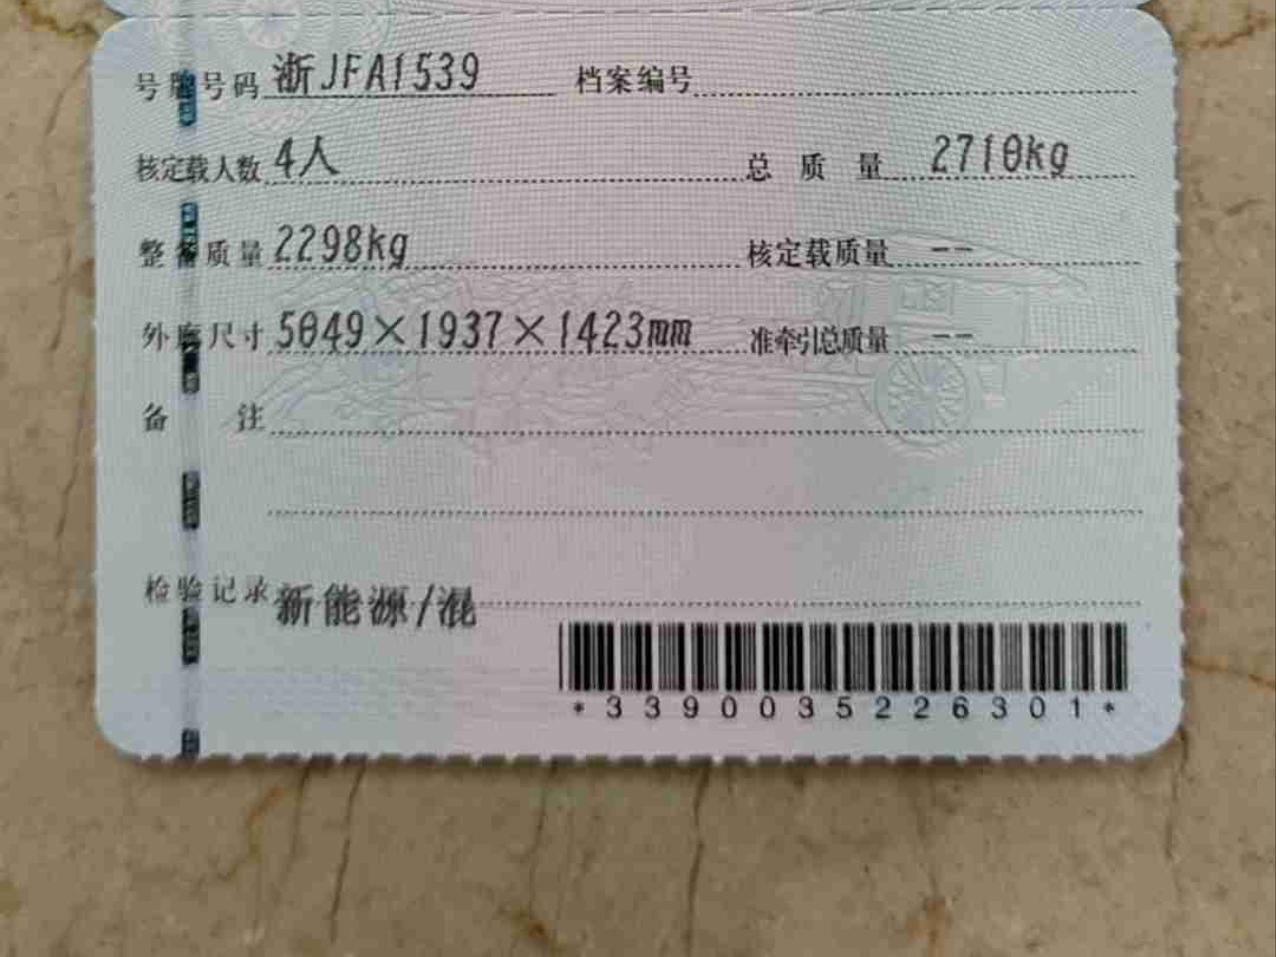 号牌号码 浙JFA1539 档案编号
核定载人数 4人 总质量 2710kg
整备质量 2298kg 核定载质量 --
外廓尺寸 5049×1937×1423mm 准牵引总质量 --
备注
检验记录 新能源/混
*3390035226301*